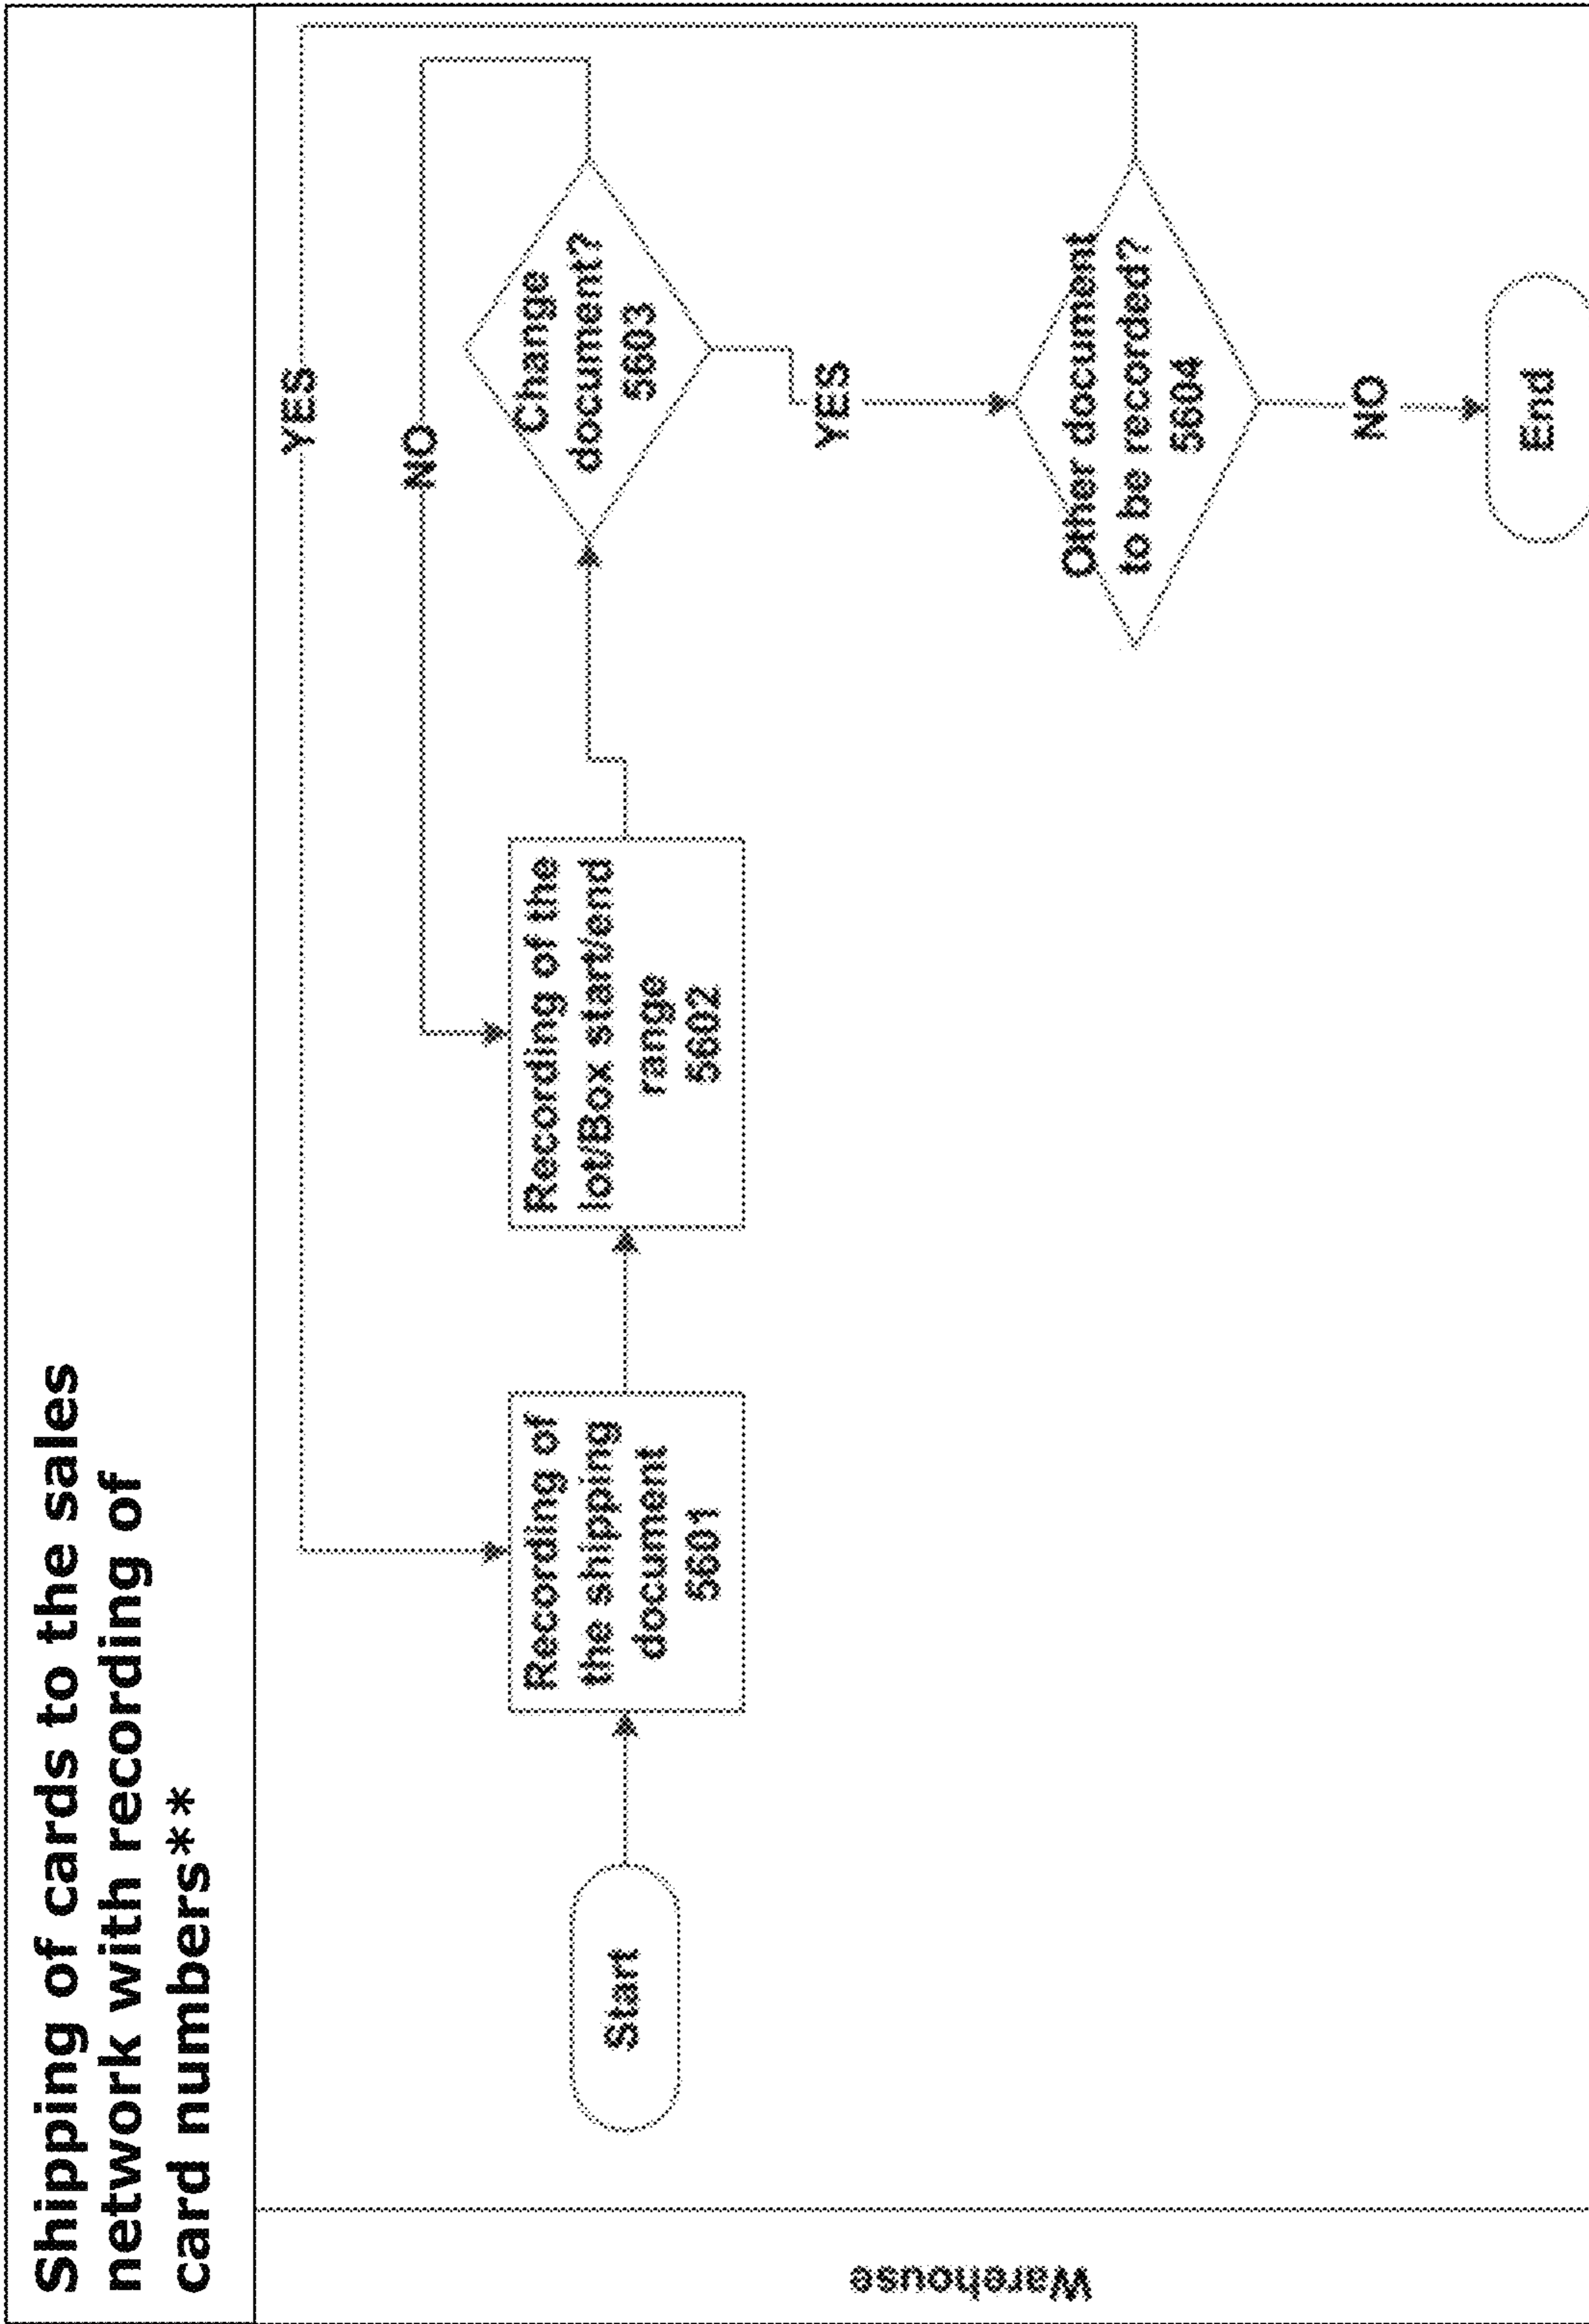 Shipping of cards to the sales
network with recording of
card numbers**
Warehouse
Start
Recording of
the shipping
document
5601
Recording of the
lot/Box start/end
range
5602
Change
document?
5603
YES
NO
YES
Other document
to be recorded?
5604
NO
End